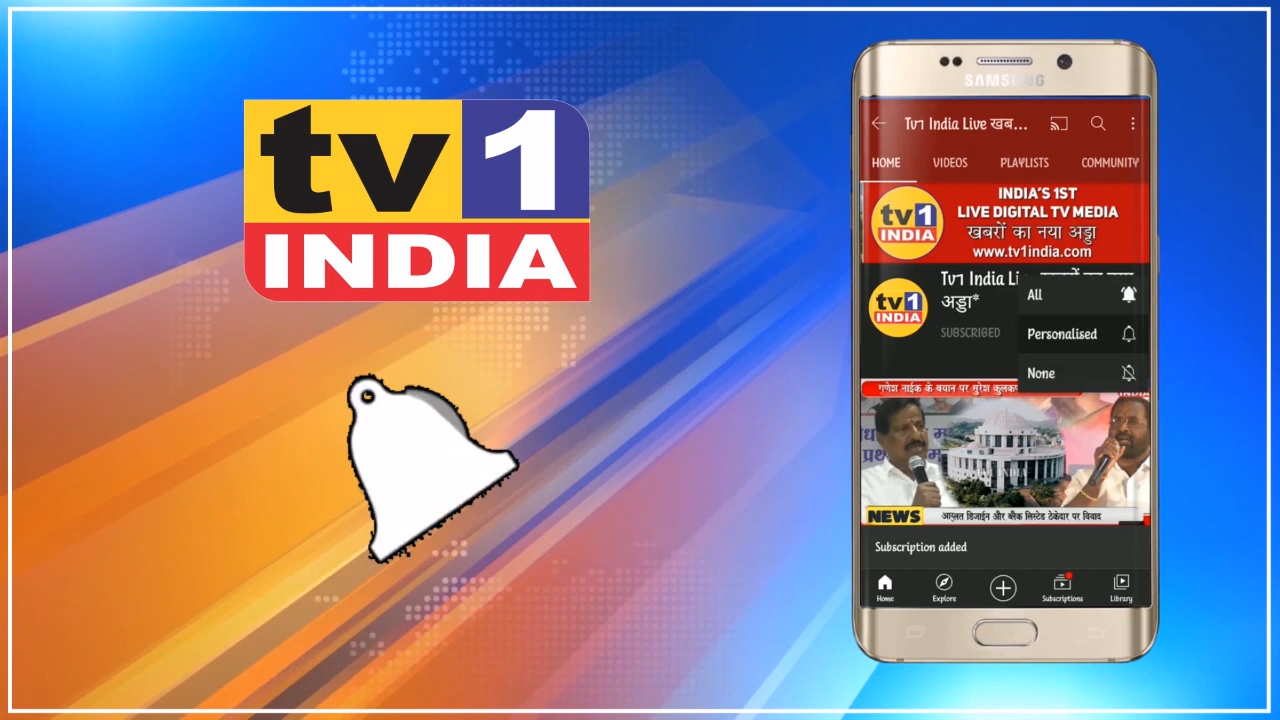 tv1
INDIA
SAMSUNG
Tv1 India Live खब...
HOME VIDEOS PLAYLISTS COMMUNITY
tv1
INDIA
INDIA'S 1ST
LIVE DIGITAL TV MEDIA
खबरों का नया अड्डा
www.tv1india.com
tv1
INDIA
Tv1 India Li
अड्डा*
SUBSCRIBED
All
Personalised
None
गणेश नाईक के बयान पर सुरेश
NEWS
डिजाईन और ब्लैक लिस्टेड ठेकेदार पर विवाद
Subscription added
Home Explore Subscriptions Library